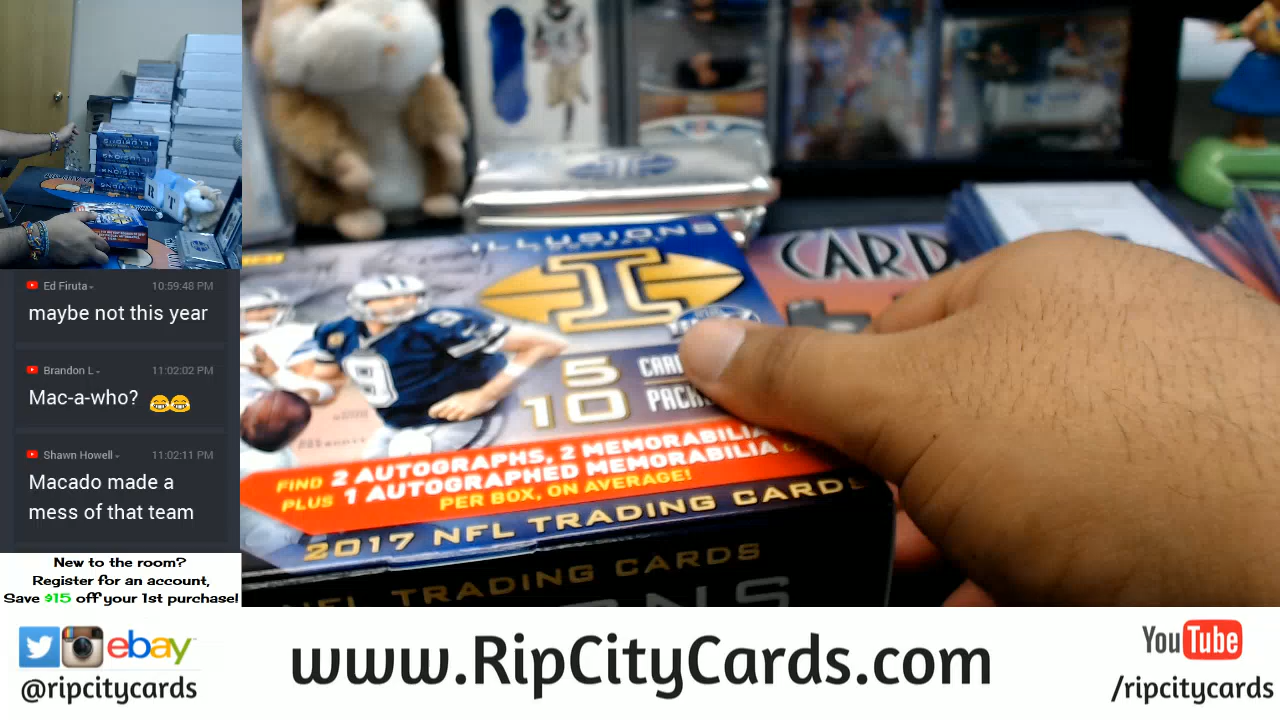 Ed Firuta
10:59:48 PM
maybe not this year
Brandon L
11:02:02 PM
Mac-a-who? 😂😂
Shawn Howell
11:02:11 PM
Macado made a
mess of that team
New to the room?
Register for an account,
Save $15 off your 1st purchase!
ILLUSIONS
I
5
10 PACKS
9
FIND 2 AUTOGRAPHS, 2 MEMORABILIA
PLUS 1 AUTOGRAPHED MEMORABILIA
PER BOX, ON AVERAGE!
2017 NFL TRADING CARDS
NFL TRADING CARDS
CARD
ebay
@ripcitycards
www.RipCityCards.com
YouTube
/ripcitycards